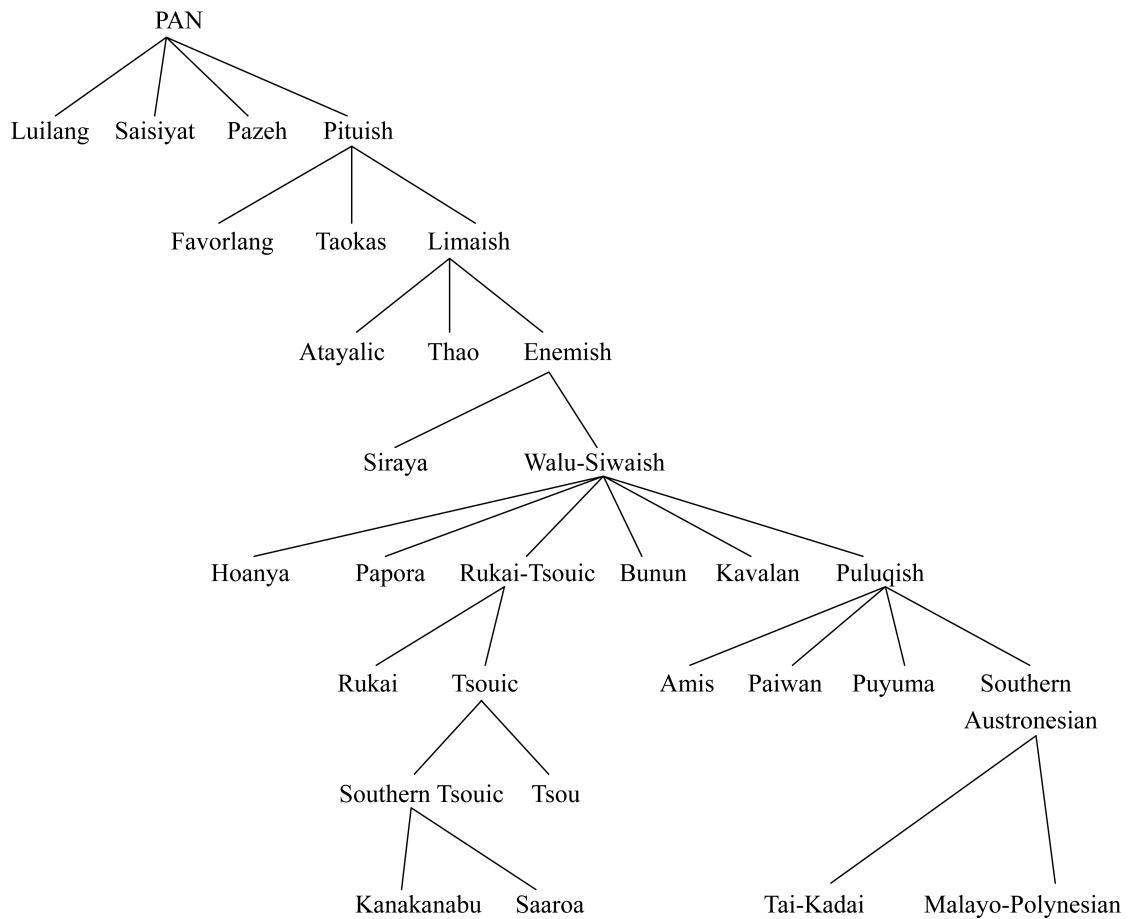 PAN
Luilang Saisiyat Pazeh Pituish
Favorlang Taokas Limaish
Atayalic Thao Enemish
Siraya Walu-Siwaish
Hoanya Papora Rukai-Tsouic Bunun Kavalan Puluqish
Rukai Tsouic Amis Paiwan Puyuma Southern
Austronesian
Southern Tsouic Tsou
Kanakanabu Saaroa Tai-Kadai Malayo-Polynesian